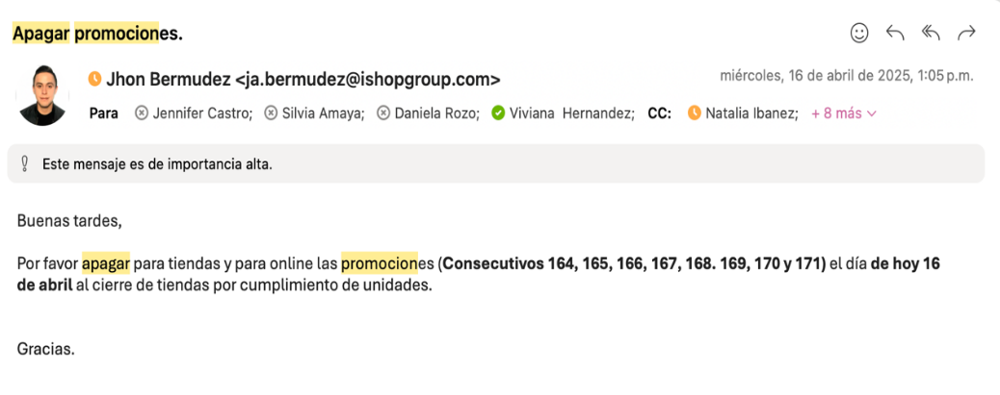 Apagar promociones.
Jhon Bermudez <ja.bermudez@ishopgroup.com>
miércoles, 16 de abril de 2025, 1:05 p.m.
Para Jennifer Castro; Silvia Amaya; Daniela Rozo; Viviana Hernandez; CC: Natalia Ibanez; + 8 más
Este mensaje es de importancia alta.
Buenas tardes,
Por favor apagar para tiendas y para online las promociones (Consecutivos 164, 165, 166, 167, 168. 169, 170 y 171) el día de hoy 16
de abril al cierre de tiendas por cumplimiento de unidades.
Gracias.